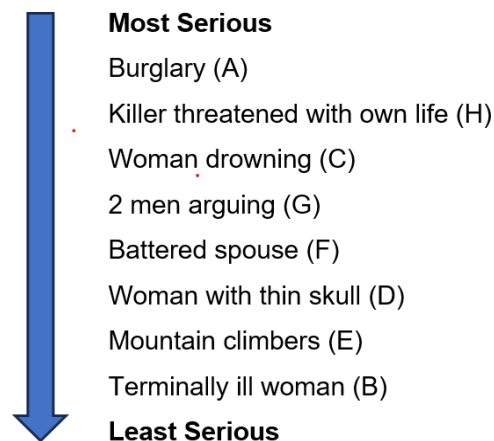 Most Serious
Burglary (A)
Killer threatened with own life (H)
Woman drowning (C)
2 men arguing (G)
Battered spouse (F)
Woman with thin skull (D)
Mountain climbers (E)
Terminally ill woman (B)
Least Serious